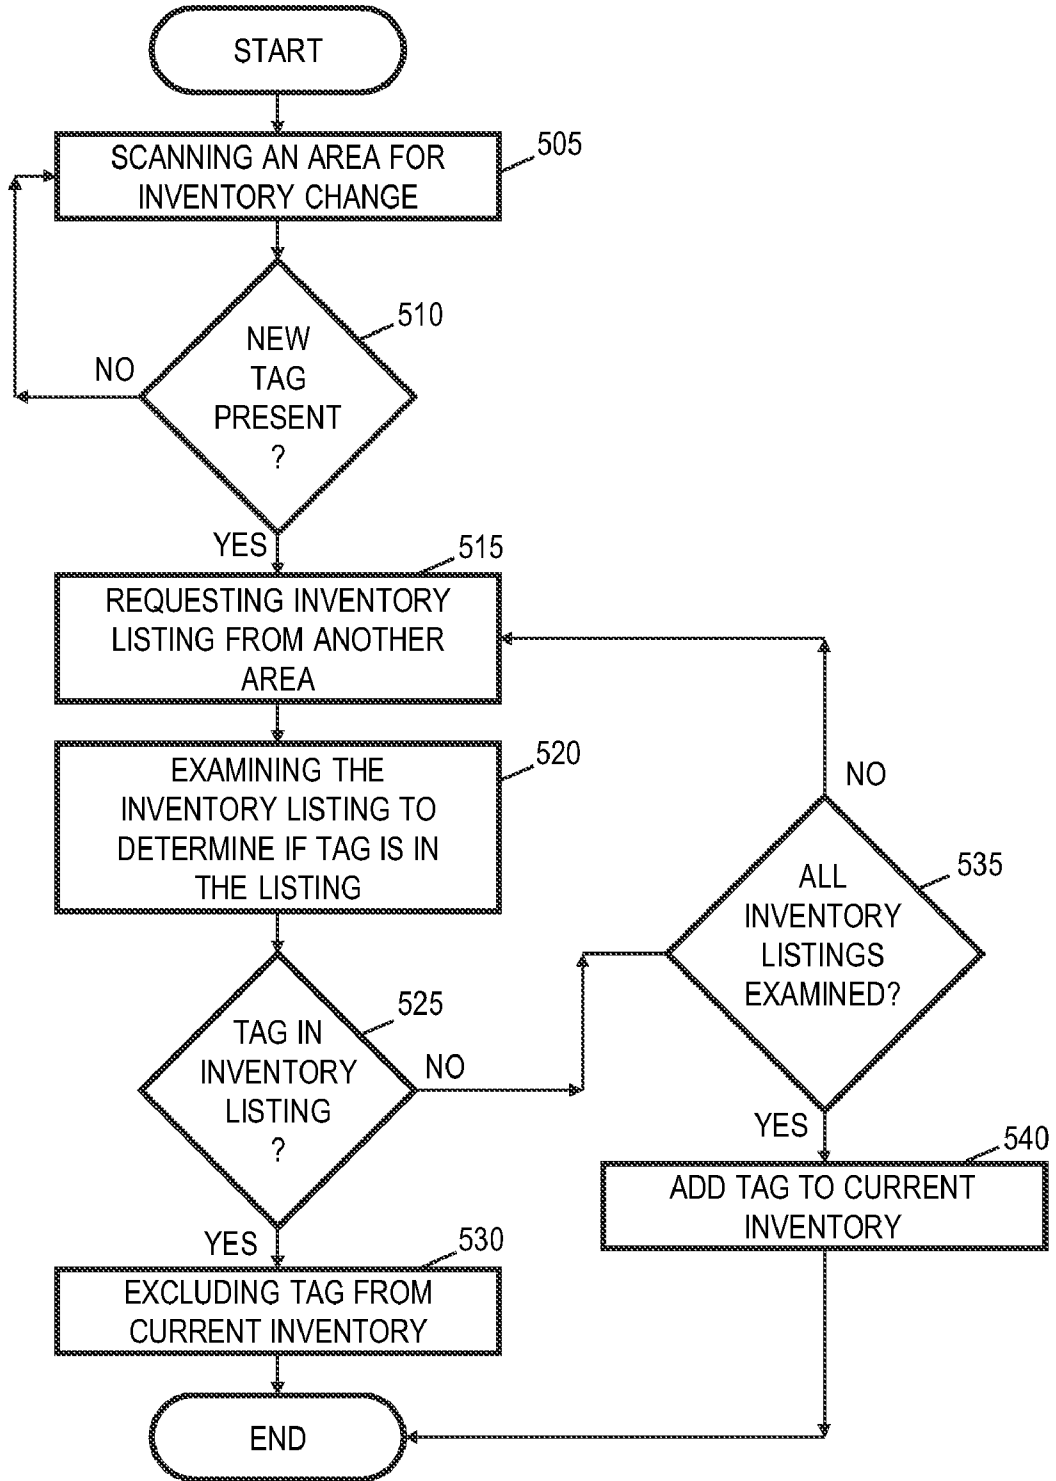 START
SCANNING AN AREA FOR
INVENTORY CHANGE
505
NEW
TAG
PRESENT
?
510
NO
YES
515
REQUESTING INVENTORY
LISTING FROM ANOTHER
AREA
EXAMINING THE
INVENTORY LISTING TO
DETERMINE IF TAG IS IN
THE LISTING
520
TAG IN
INVENTORY
LISTING
?
525
NO
YES
530
EXCLUDING TAG FROM
CURRENT INVENTORY
NO
ALL
INVENTORY
LISTINGS
EXAMINED?
535
YES
540
ADD TAG TO CURRENT
INVENTORY
END